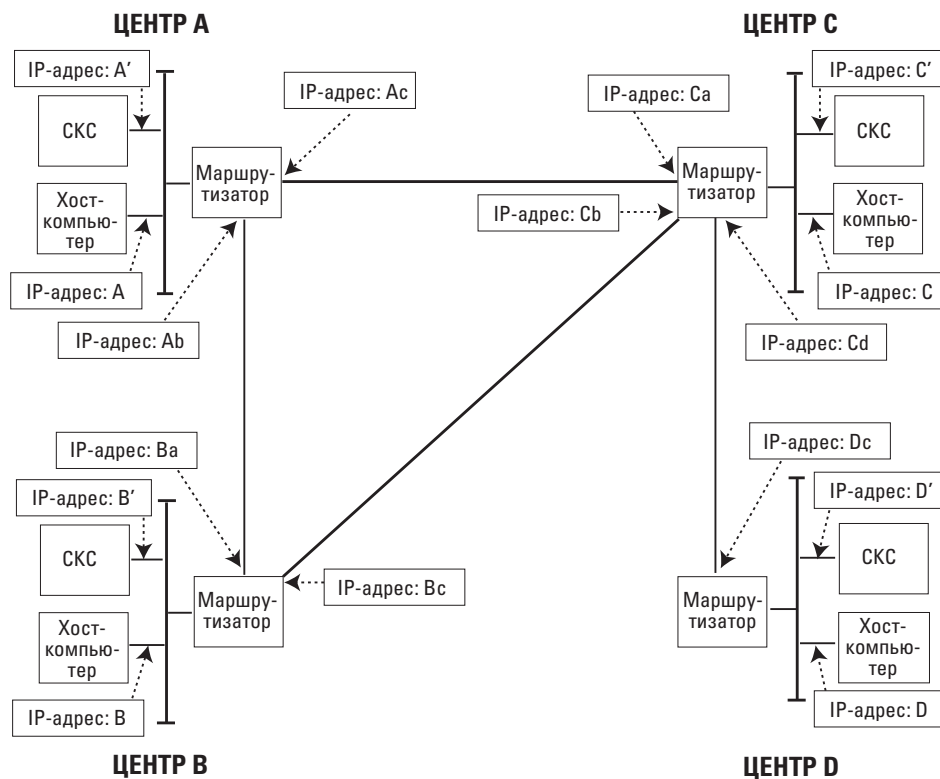 ЦЕНТР A
ЦЕНТР C
IP-адрес: A′
IP-адрес: Ac
IP-адрес: Ca
IP-адрес: C′
СКС
СКС
Маршру-
тизатор
Маршру-
тизатор
Хост-
компью-
тер
IP-адрес: Cb
Хост-
компью-
тер
IP-адрес: A
IP-адрес: C
IP-адрес: Ab
IP-адрес: Cd
IP-адрес: Ba
IP-адрес: Dc
IP-адрес: B′
IP-адрес: D′
СКС
СКС
IP-адрес: Bc
Маршру-
тизатор
Маршру-
тизатор
Хост-
компью-
тер
Хост-
компью-
тер
IP-адрес: B
IP-адрес: D
ЦЕНТР B
ЦЕНТР D